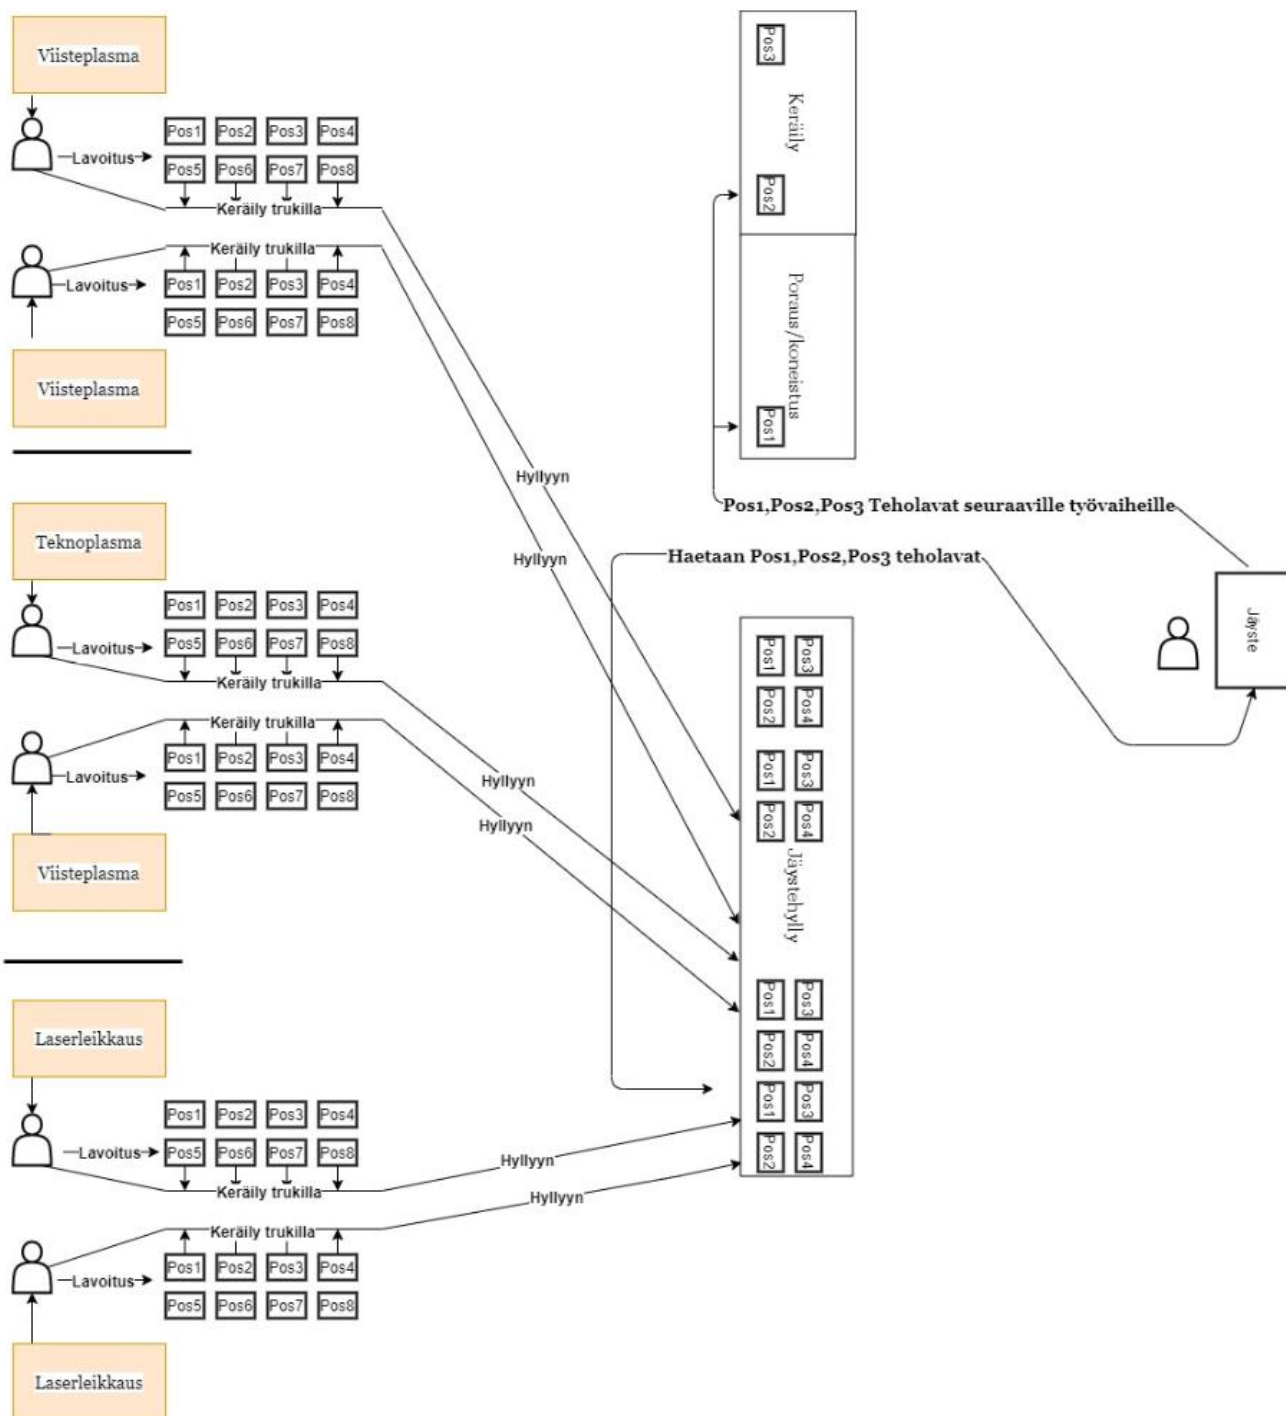 Viisteplasma
Lavoitus
Pos1 Pos2 Pos3 Pos4
Pos5 Pos6 Pos7 Pos8
Keräily trukilla
Keräily trukilla
Lavoitus
Pos1 Pos2 Pos3 Pos4
Pos5 Pos6 Pos7 Pos8
Viisteplasma
Hyllyyn
Hyllyyn
Teknoplasma
Lavoitus
Pos1 Pos2 Pos3 Pos4
Pos5 Pos6 Pos7 Pos8
Keräily trukilla
Keräily trukilla
Lavoitus
Pos1 Pos2 Pos3 Pos4
Pos5 Pos6 Pos7 Pos8
Viisteplasma
Hyllyyn
Hyllyyn
Laserleikkaus
Lavoitus
Pos1 Pos2 Pos3 Pos4
Pos5 Pos6 Pos7 Pos8
Keräily trukilla
Keräily trukilla
Lavoitus
Pos1 Pos2 Pos3 Pos4
Pos5 Pos6 Pos7 Pos8
Laserleikkaus
Hyllyyn
Hyllyyn
Pos3
Keräily
Pos2
Poraus/koneistus
Pos1
Pos1,Pos2,Pos3 Teholavat seuraaville työvaiheille
Haetaan Pos1,Pos2,Pos3 teholavat
Jäyste
Pos1 Pos3
Pos2 Pos4
Pos1 Pos3
Pos2 Pos4
Jäystehylly
Pos1 Pos3
Pos2 Pos4
Pos1 Pos3
Pos2 Pos4